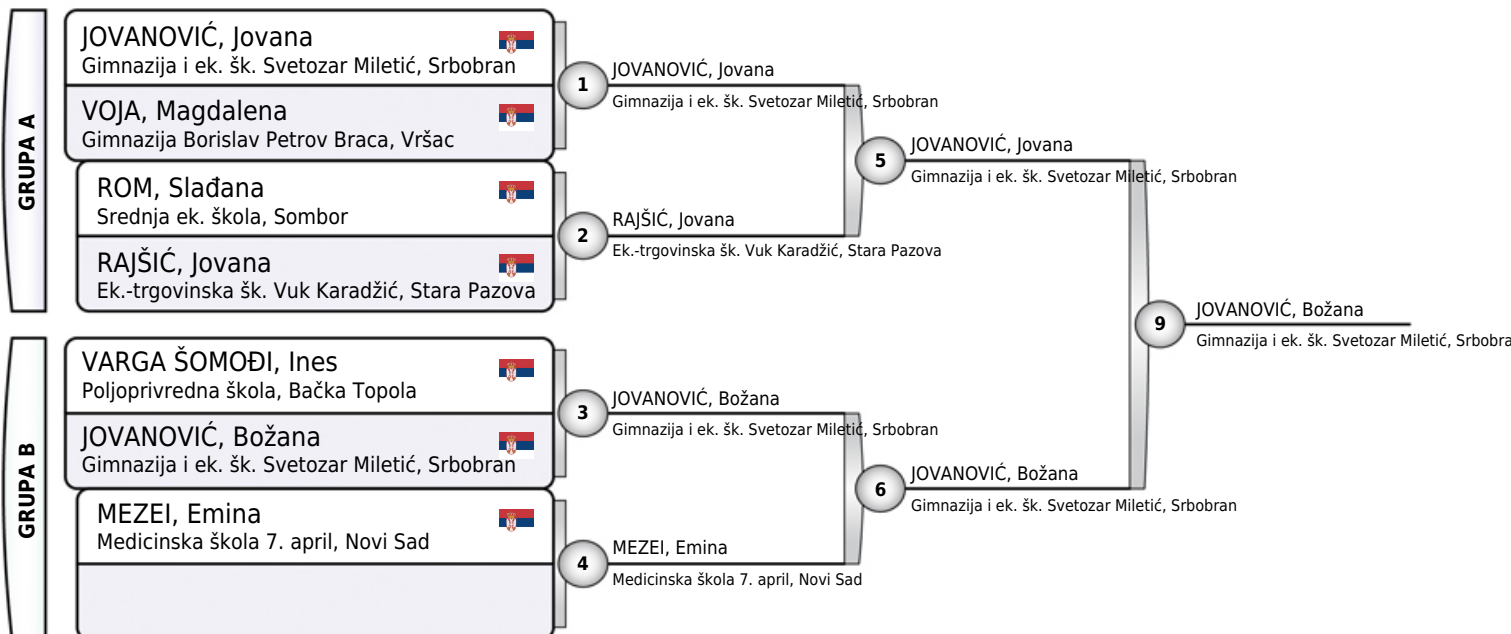 GRUPA A
JOVANOVIĆ, Jovana
Gimnazija i ek. šk. Svetozar Miletić, Srbobran
VOJA, Magdalena
Gimnazija Borislav Petrov Braca, Vršac
ROM, Slađana
Srednja ek. škola, Sombor
RAJŠIĆ, Jovana
Ek.-trgovinska šk. Vuk Karadžić, Stara Pazova
GRUPA B
VARGA ŠOMOĐI, Ines
Poljoprivredna škola, Bačka Topola
JOVANOVIĆ, Božana
Gimnazija i ek. šk. Svetozar Miletić, Srbobran
MEZEI, Emina
Medicinska škola 7. april, Novi Sad
1
JOVANOVIĆ, Jovana
Gimnazija i ek. šk. Svetozar Miletić, Srbobran
2
RAJŠIĆ, Jovana
Ek.-trgovinska šk. Vuk Karadžić, Stara Pazova
3
JOVANOVIĆ, Božana
Gimnazija i ek. šk. Svetozar Miletić, Srbobran
4
MEZEI, Emina
Medicinska škola 7. april, Novi Sad
5
JOVANOVIĆ, Jovana
Gimnazija i ek. šk. Svetozar Miletić, Srbobran
6
JOVANOVIĆ, Božana
Gimnazija i ek. šk. Svetozar Miletić, Srbobran
9
JOVANOVIĆ, Božana
Gimnazija i ek. šk. Svetozar Miletić, Srbobra